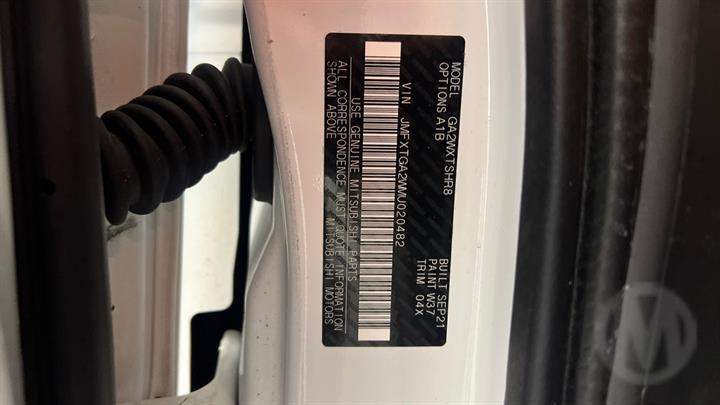 MODEL GA2WXTSHR8 BUILT SEP21
OPTIONS A1B PAINT W37
TRIM 04X
VIN JMFXTGA2WMU020482
USE GENUINE MITSUBISHI PARTS
ALL CORRESPONDENCE MUST QUOTE INFORMATION
SHOWN ABOVE MITSUBISHI MOTORS
M